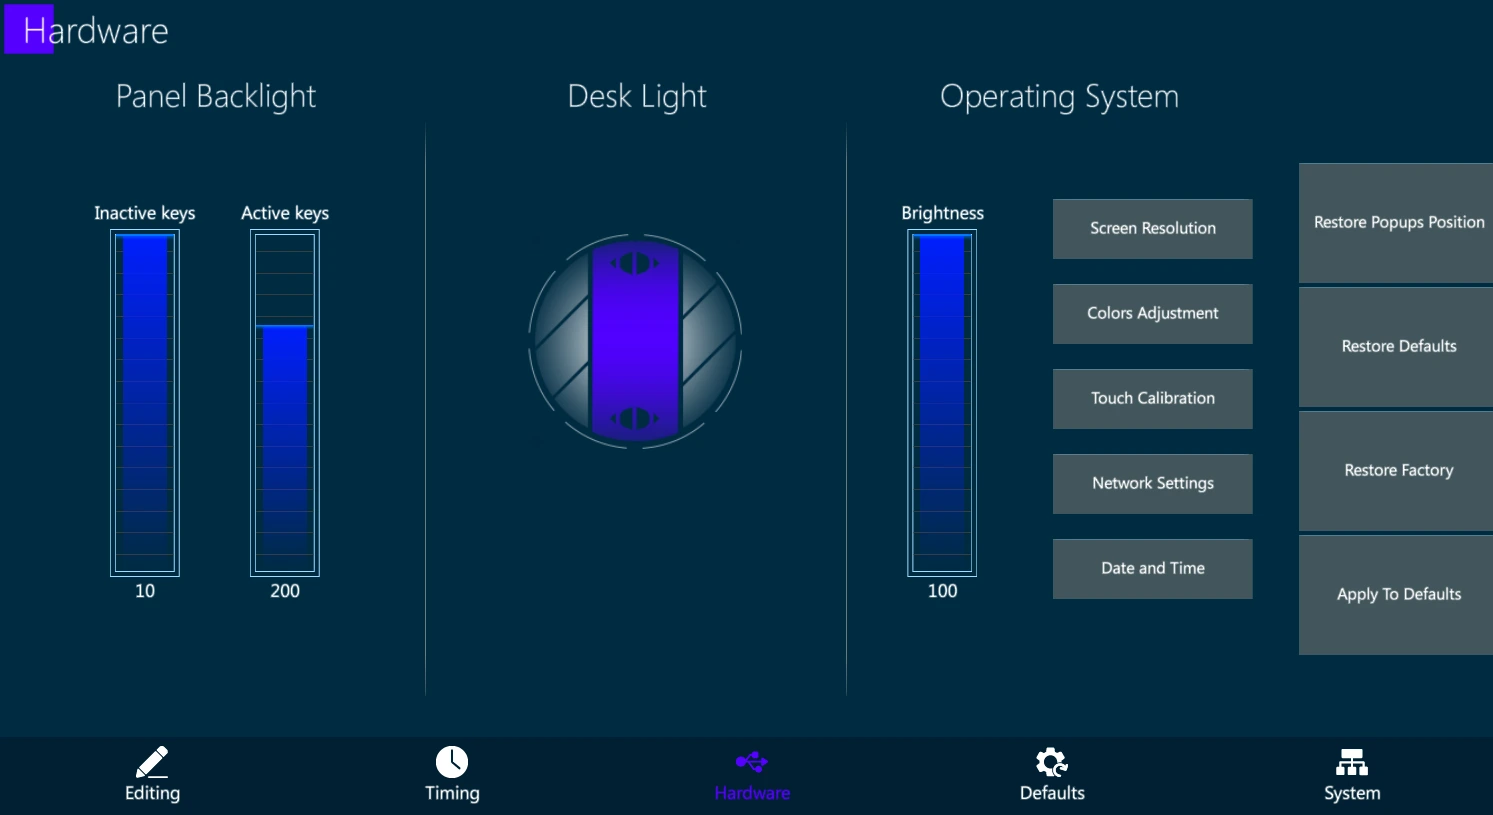 Hardware
Panel Backlight
Desk Light
Operating System
Inactive keys
Active keys
Brightness
10
200
100
Screen Resolution
Colors Adjustment
Touch Calibration
Network Settings
Date and Time
Restore Popups Position
Restore Defaults
Restore Factory
Apply To Defaults
Editing
Timing
Hardware
Defaults
System